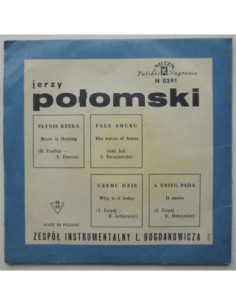 MUZA
Polskie Nagrania
N 0291
jerzy
połomski
PŁYNIE RZEKA
River is flowing
FALE AMURU
The waves of Amur
CZEMU DZIŚ
Why is it today
A ŚNIEG PADA
It snows
M
45
MADE IN POLAND
ZESPÓŁ INSTRUMENTALNY L. BOGDANOWICZA